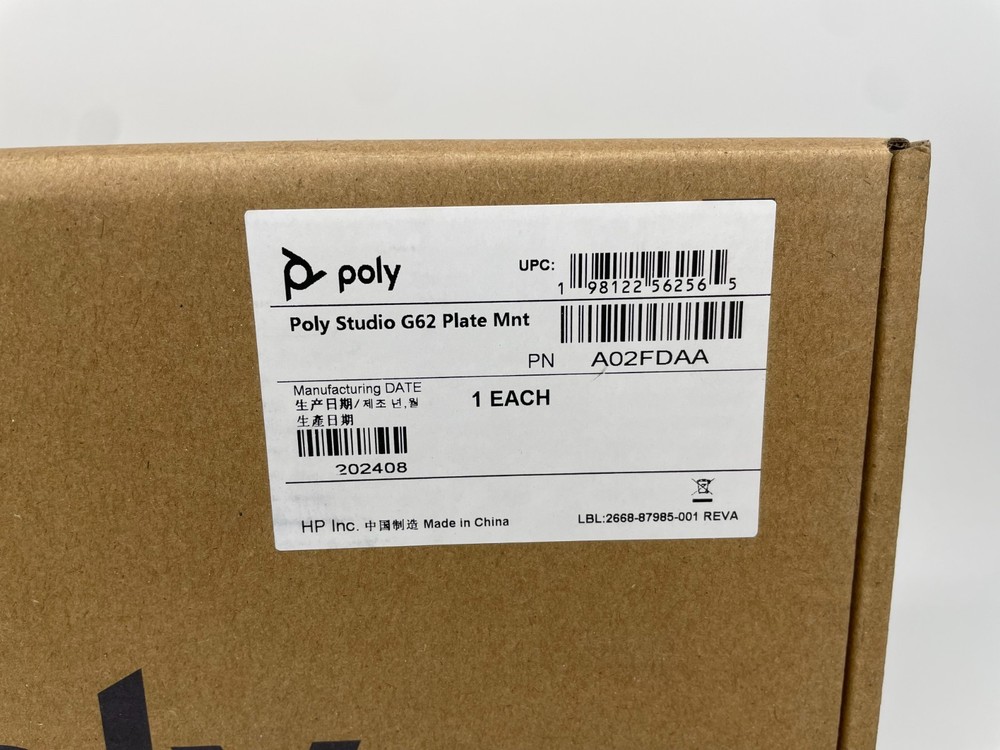 poly
UPC:
1 98122 56256 5
Poly Studio G62 Plate Mnt
PN A02FDAA
Manufacturing DATE
生产日期/제조 년,월
生產日期
1 EACH
202408
HP Inc. 中国制造 Made in China
LBL:2668-87985-001 REVA